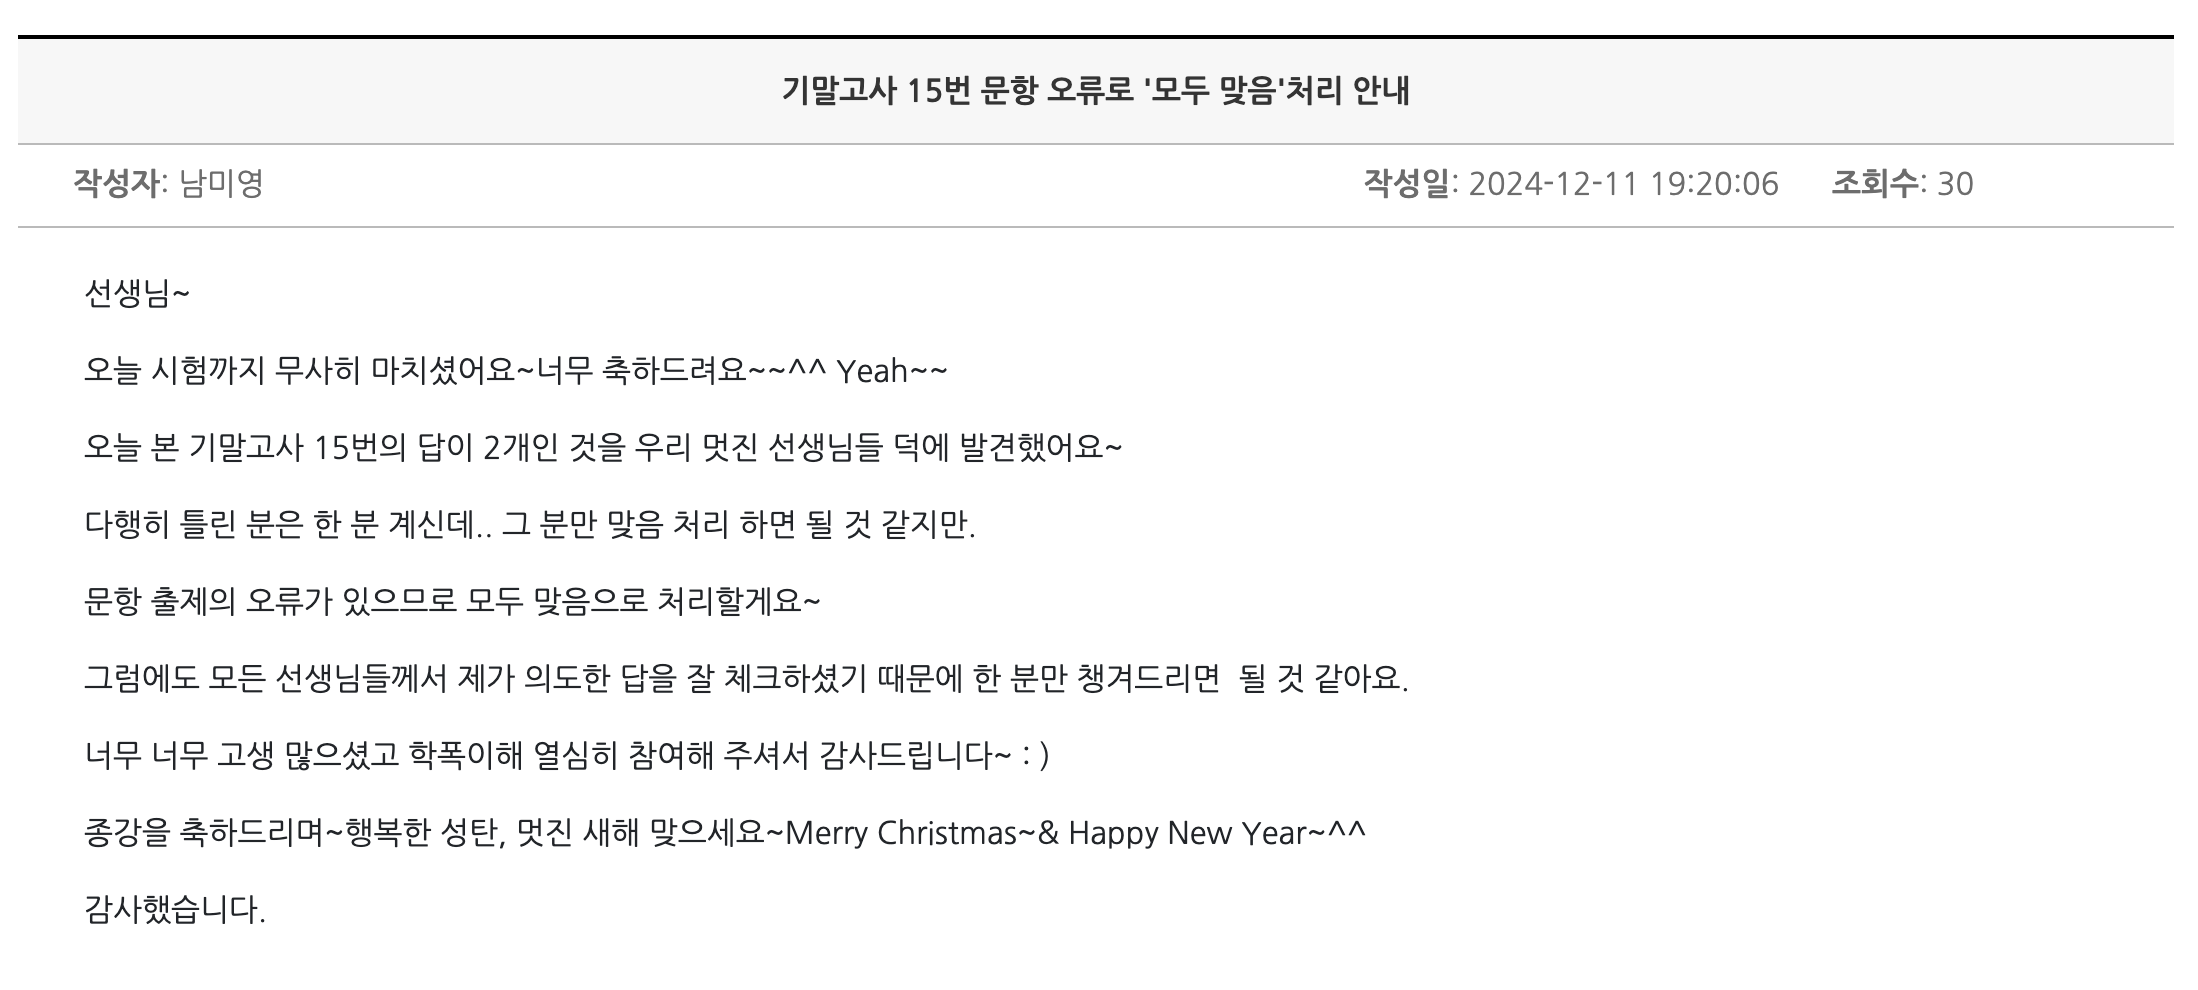 기말고사 15번 문항 오류로 '모두 맞음'처리 안내
작성자: 남미영 작성일: 2024-12-11 19:20:06 조회수: 30
선생님~
오늘 시험까지 무사히 마치셨어요~너무 축하드려요~~^^ Yeah~~
오늘 본 기말고사 15번의 답이 2개인 것을 우리 멋진 선생님들 덕에 발견했어요~
다행히 틀린 분은 한 분 계신데.. 그 분만 맞음 처리 하면 될 것 같지만.
문항 출제의 오류가 있으므로 모두 맞음으로 처리할게요~
그럼에도 모든 선생님들께서 제가 의도한 답을 잘 체크하셨기 때문에 한 분만 챙겨드리면  될 것 같아요.
너무 너무 고생 많으셨고 학폭이해 열심히 참여해 주셔서 감사드립니다~ : )
종강을 축하드리며~행복한 성탄, 멋진 새해 맞으세요~Merry Christmas~& Happy New Year~^^
감사했습니다.